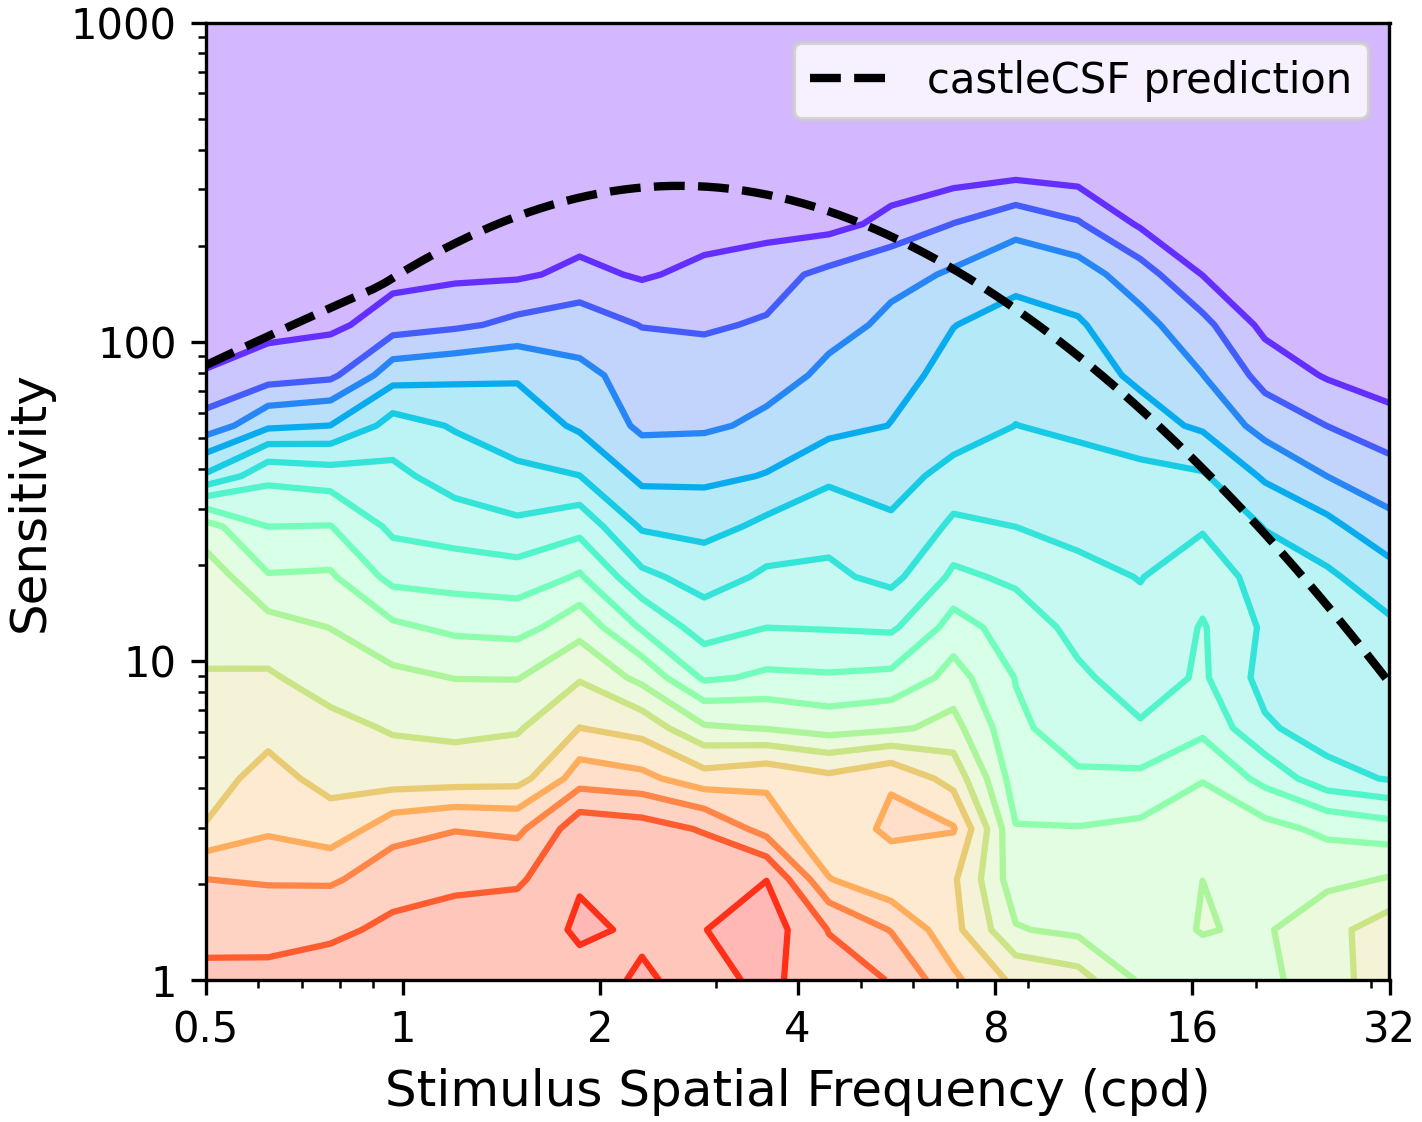 1000
castleCSF prediction
100
Sensitivity
10
1
0.5 1 2 4 8 16 32
Stimulus Spatial Frequency (cpd)